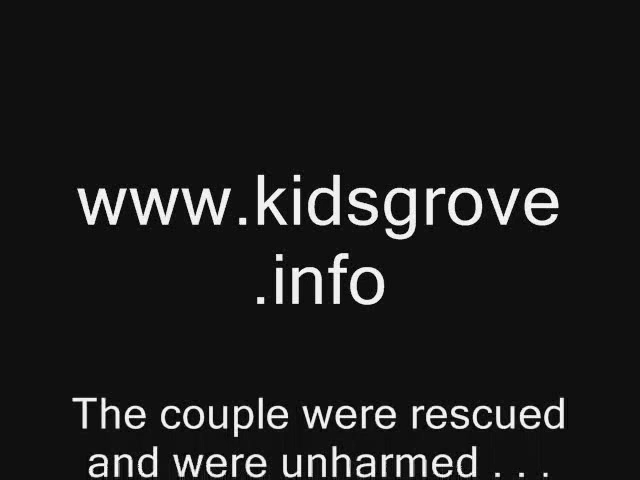 www.kidsgrove
.info
The couple were rescued
and were unharmed . . .